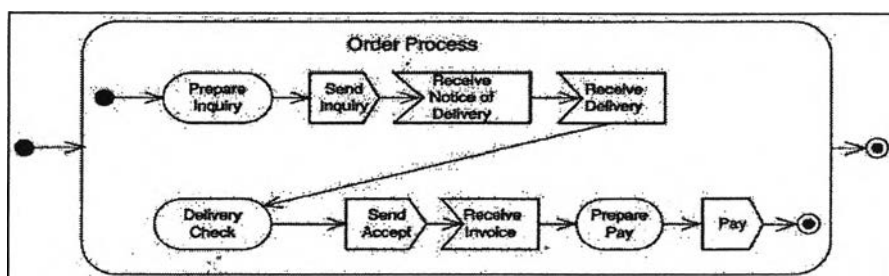 Order Process
Prepare
Inquiry
Send
Inquiry
Receive
Notice of
Delivery
Receive
Delivery
Delivery
Check
Send
Accept
Receive
Invoice
Prepare
Pay
Pay